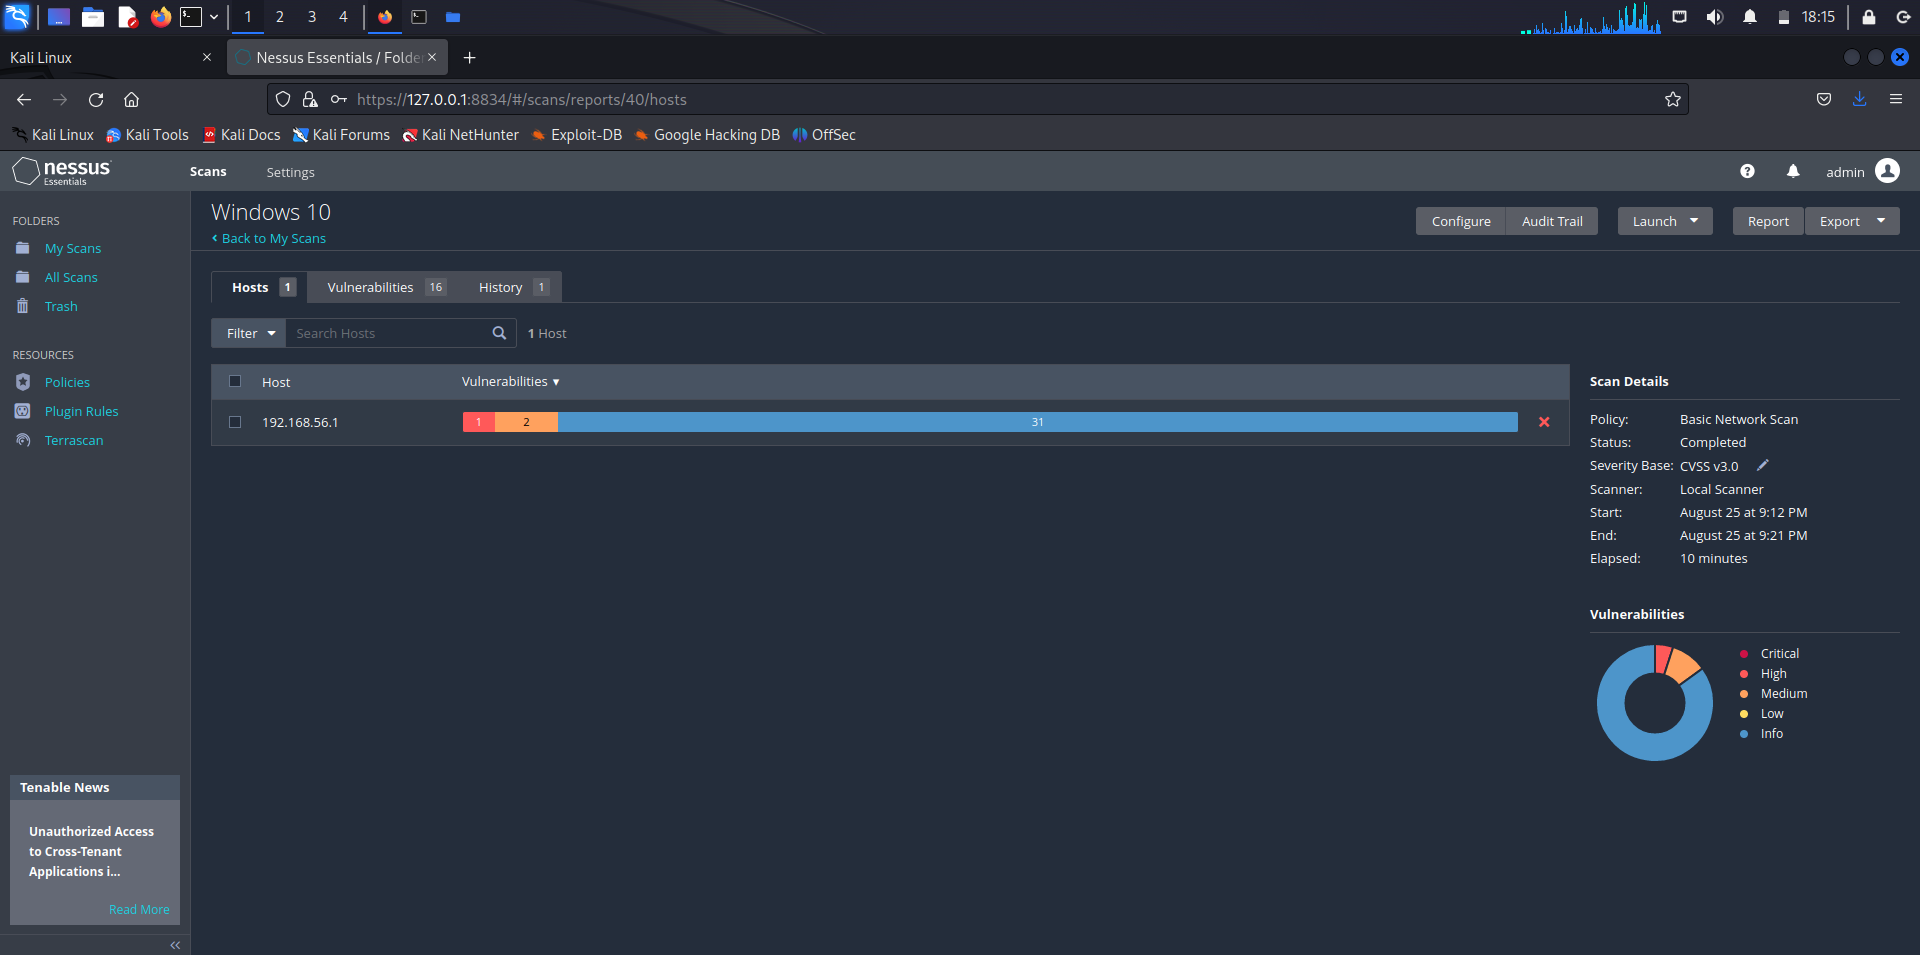 1 2 3 4 18:15
Kali Linux
Nessus Essentials / Folde
https://127.0.0.1:8834/#/scans/reports/40/hosts
Kali Linux Kali Tools Kali Docs Kali Forums Kali NetHunter Exploit-DB Google Hacking DB OffSec
nessus
Essentials
Scans Settings admin
FOLDERS
My Scans
All Scans
Trash
RESOURCES
Policies
Plugin Rules
Terrascan
Tenable News
Unauthorized Access
to Cross-Tenant
Applications i...
Read More
Windows 10
Back to My Scans
Configure Audit Trail Launch Report Export
Hosts 1 Vulnerabilities 16 History 1
Filter Search Hosts 1 Host
Host Vulnerabilities
192.168.56.1 1 2 31
Scan Details
Policy: Basic Network Scan
Status: Completed
Severity Base: CVSS v3.0
Scanner: Local Scanner
Start: August 25 at 9:12 PM
End: August 25 at 9:21 PM
Elapsed: 10 minutes
Vulnerabilities
Critical
High
Medium
Low
Info